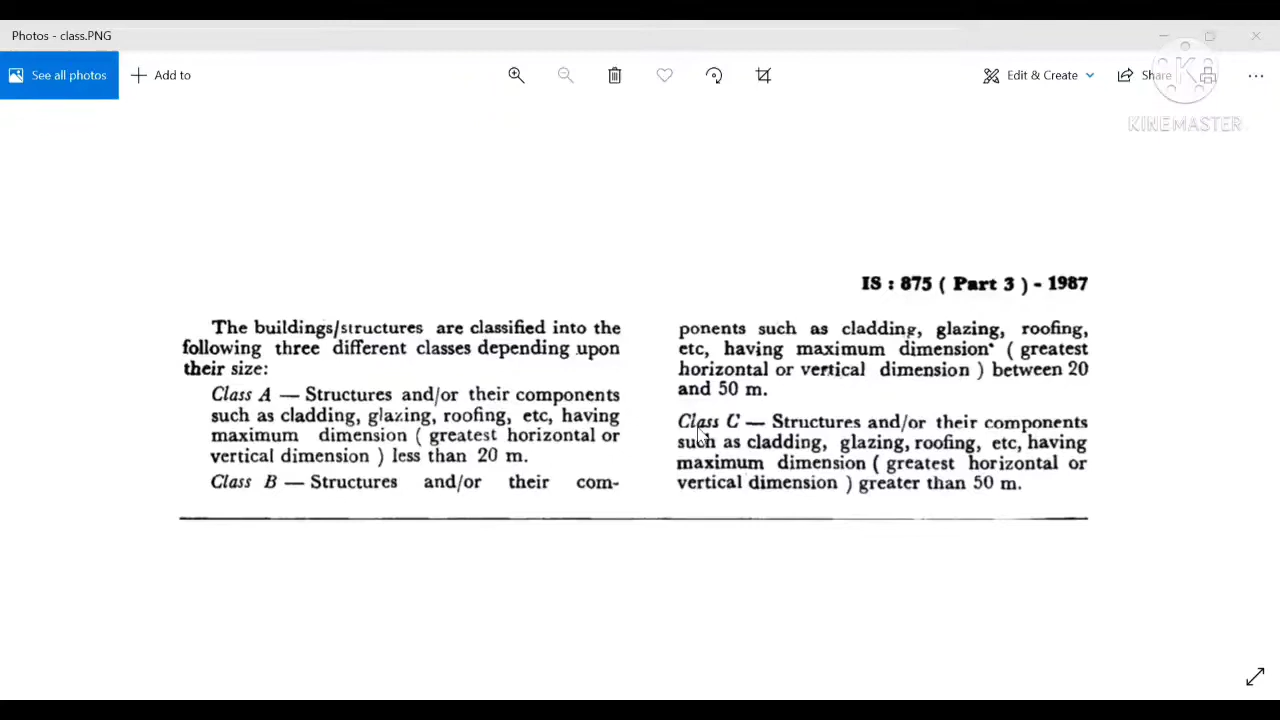 Photos - class.PNG
See all photos
Add to
Edit & Create
Share
KINEMASTER
IS : 875 ( Part 3 ) - 1987
The buildings/structures are classified into the
following three different classes depending upon
their size:
Class A — Structures and/or their components
such as cladding, glazing, roofing, etc, having
maximum dimension ( greatest horizontal or
vertical dimension ) less than 20 m.
Class B — Structures and/or their com-
ponents such as cladding, glazing, roofing,
etc, having maximum dimension ( greatest
horizontal or vertical dimension ) between 20
and 50 m.
Class C — Structures and/or their components
such as cladding, glazing, roofing, etc, having
maximum dimension ( greatest horizontal or
vertical dimension ) greater than 50 m.